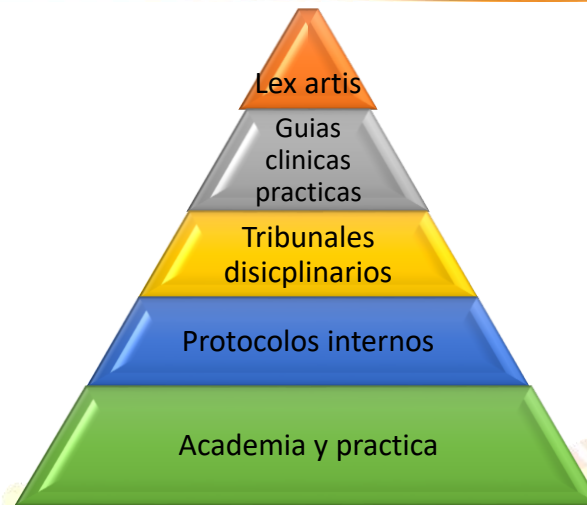 Lex artis
Guias
clinicas
practicas
Tribunales
disicplinarios
Protocolos internos
Academia y practica